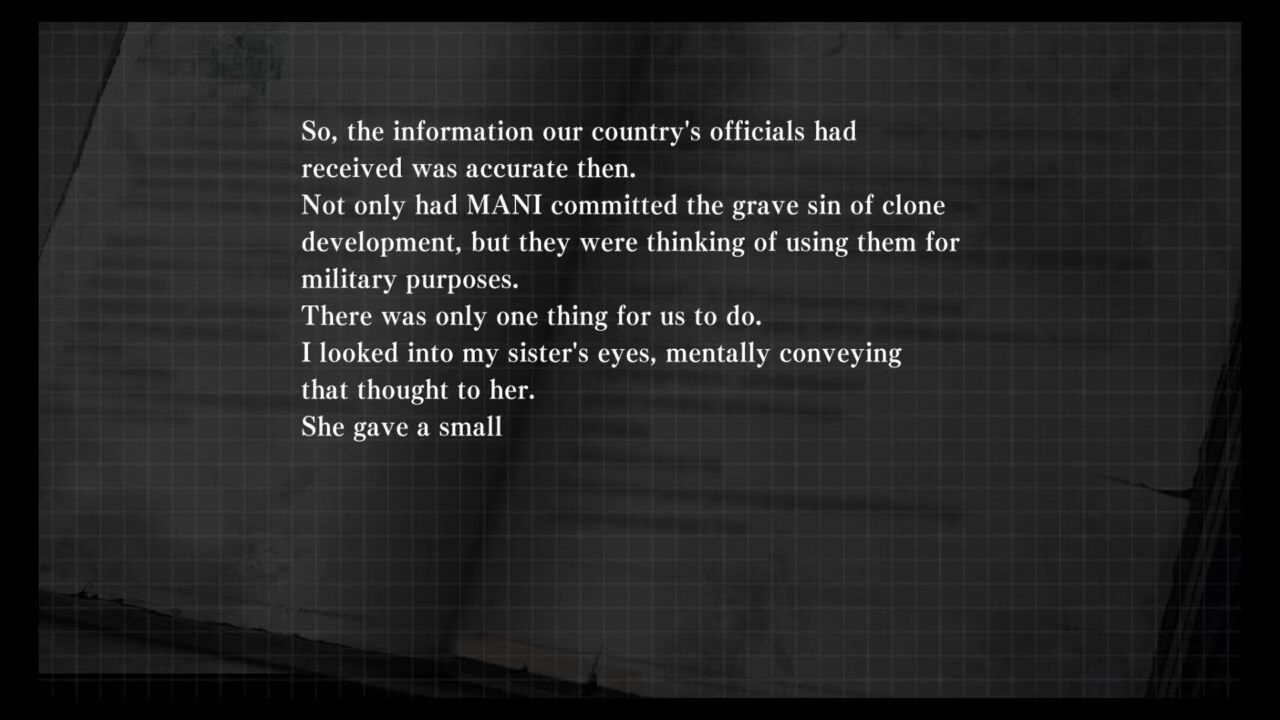 So, the information our country's officials had
received was accurate then.
Not only had MANI committed the grave sin of clone
development, but they were thinking of using them for
military purposes.
There was only one thing for us to do.
I looked into my sister's eyes, mentally conveying
that thought to her.
She gave a small